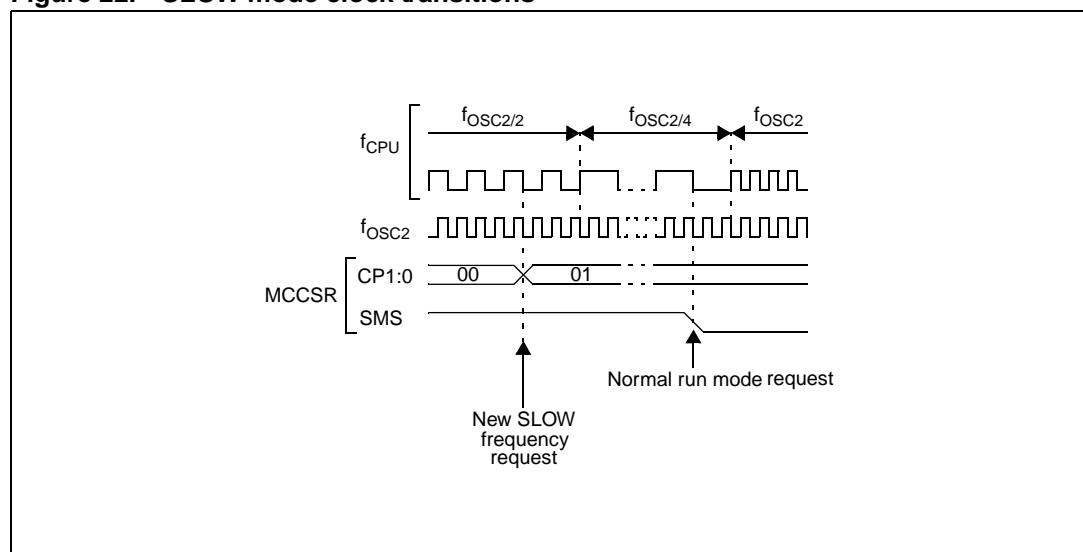 Figure 22. SLOW mode clock transitions
fOSC2/2 fOSC2/4 fOSC2
fCPU
fOSC2
MCCSR
CP1:0 00 01
SMS
Normal run mode request
New SLOW
frequency
request